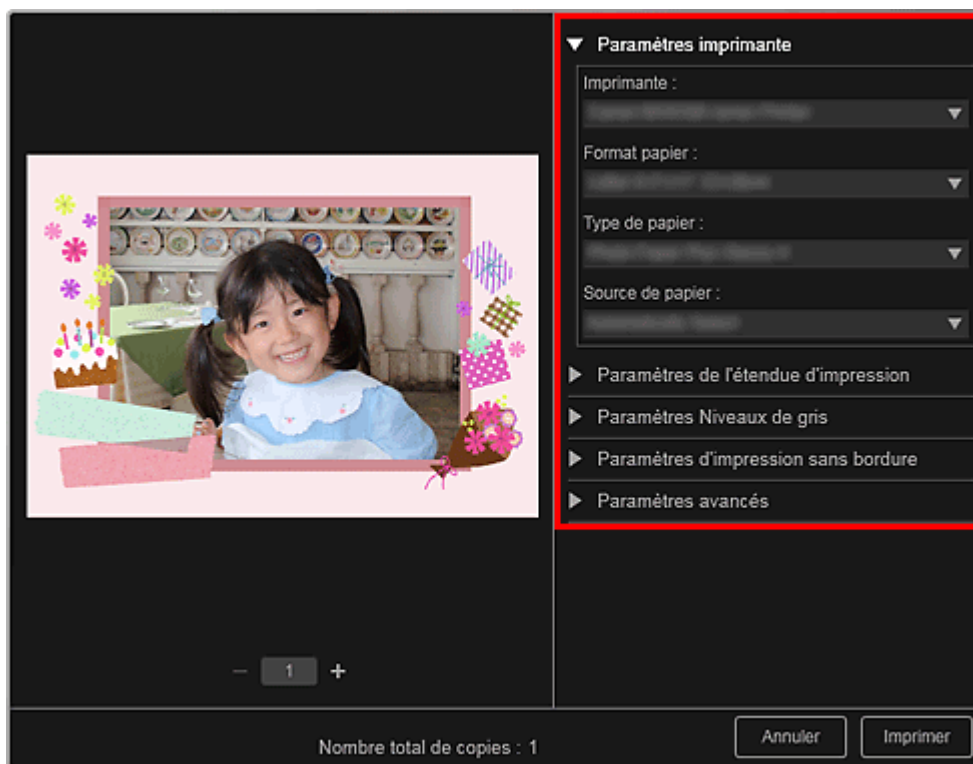 Paramètres imprimante
Imprimante :
Format papier :
Type de papier :
Source de papier :
Paramètres de l'étendue d'impression
Paramètres Niveaux de gris
Paramètres d'impression sans bordure
Paramètres avancés
1
Nombre total de copies : 1
Annuler
Imprimer